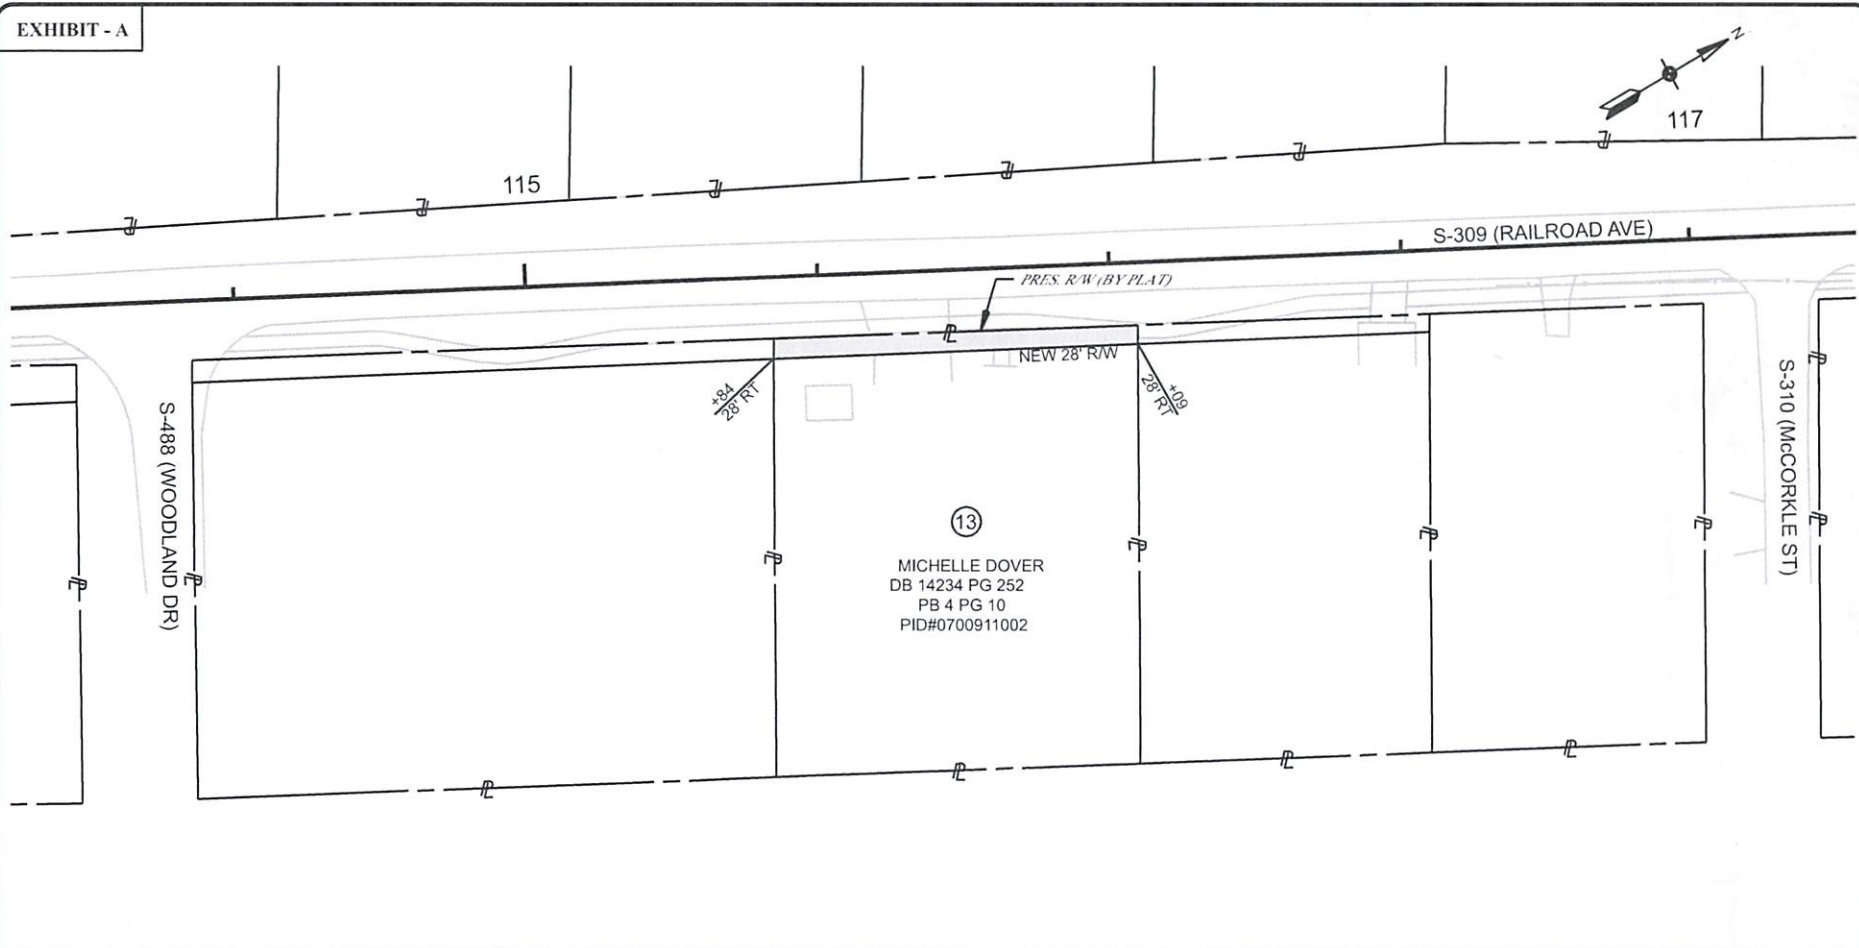 EXHIBIT - A
N
117
115
S-309 (RAILROAD AVE)
PRES. R/W (BY PLAT)
NEW 28' R/W
+84
28' RT
+09
28' RT
S-488 (WOODLAND DR)
S-310 (McCORKLE ST)
13
MICHELLE DOVER
DB 14234 PG 252
PB 4 PG 10
PID#0700911002